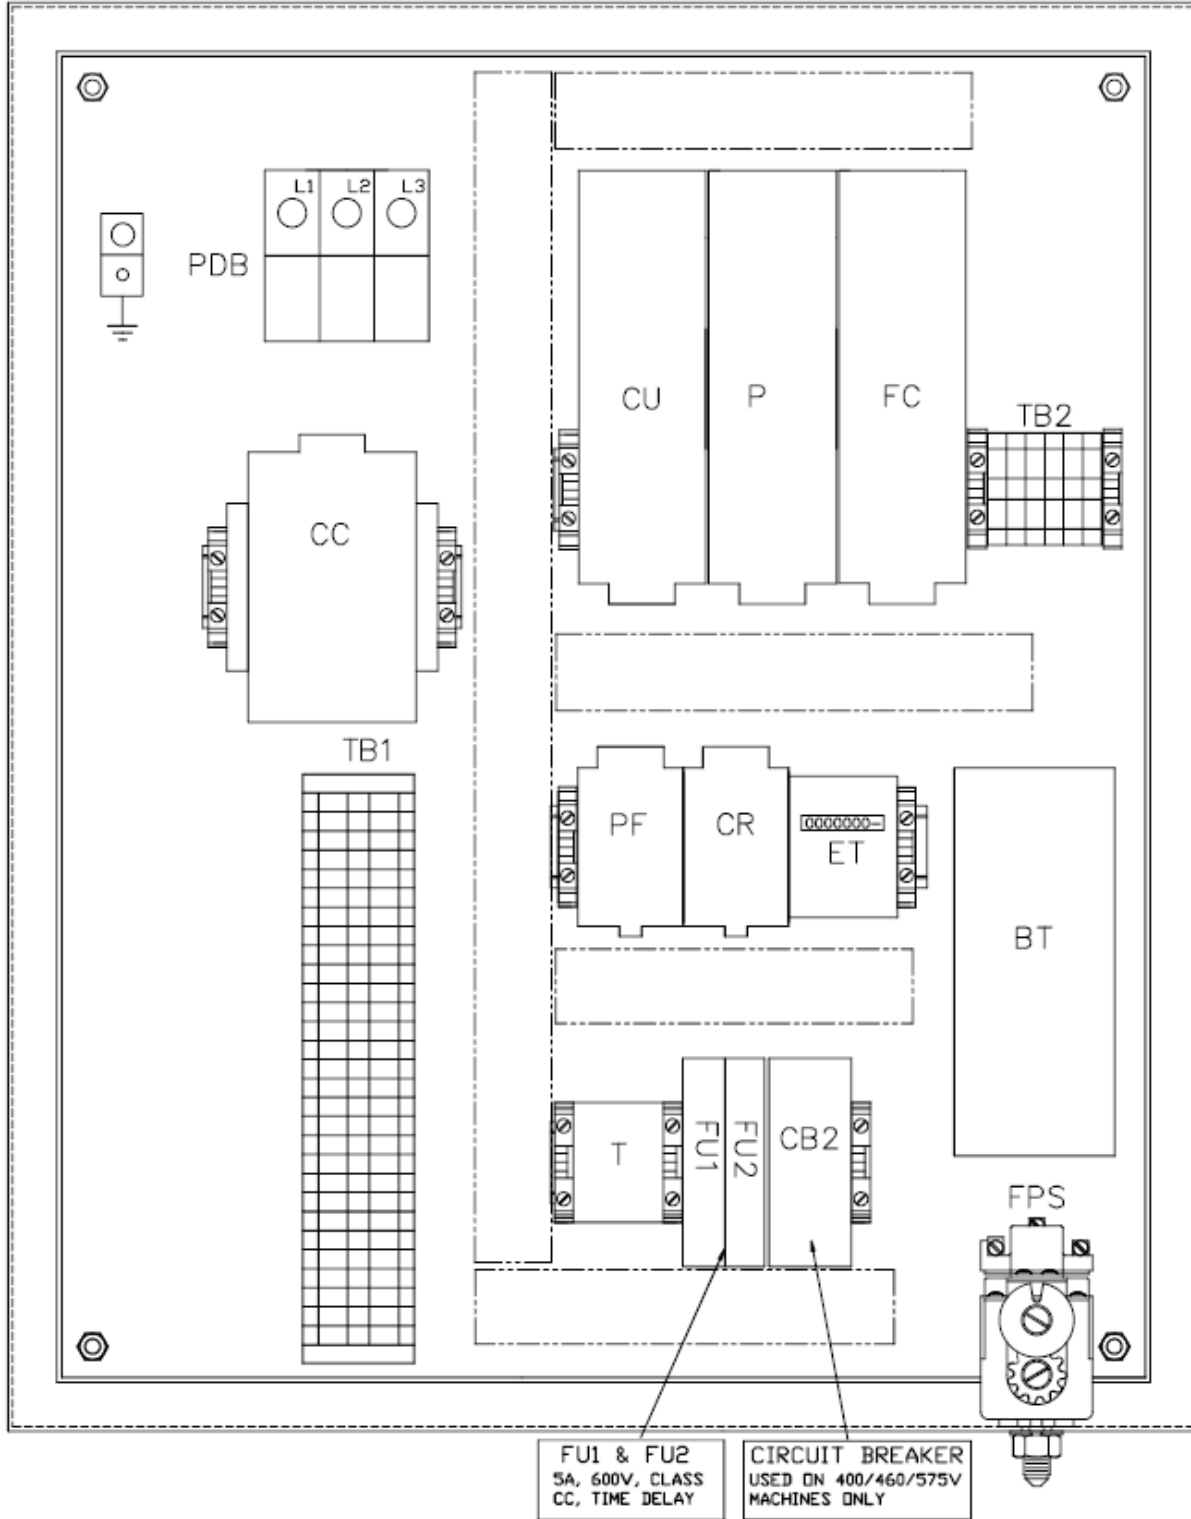 L1 L2 L3
PDB
CU P FC
TB2
CC
TB1
PF CR
0000000-
ET
BT
T FU1 FU2 CB2
FPS
FU1 & FU2
5A, 600V, CLASS
CC, TIME DELAY
CIRCUIT BREAKER
USED ON 400/460/575V
MACHINES ONLY